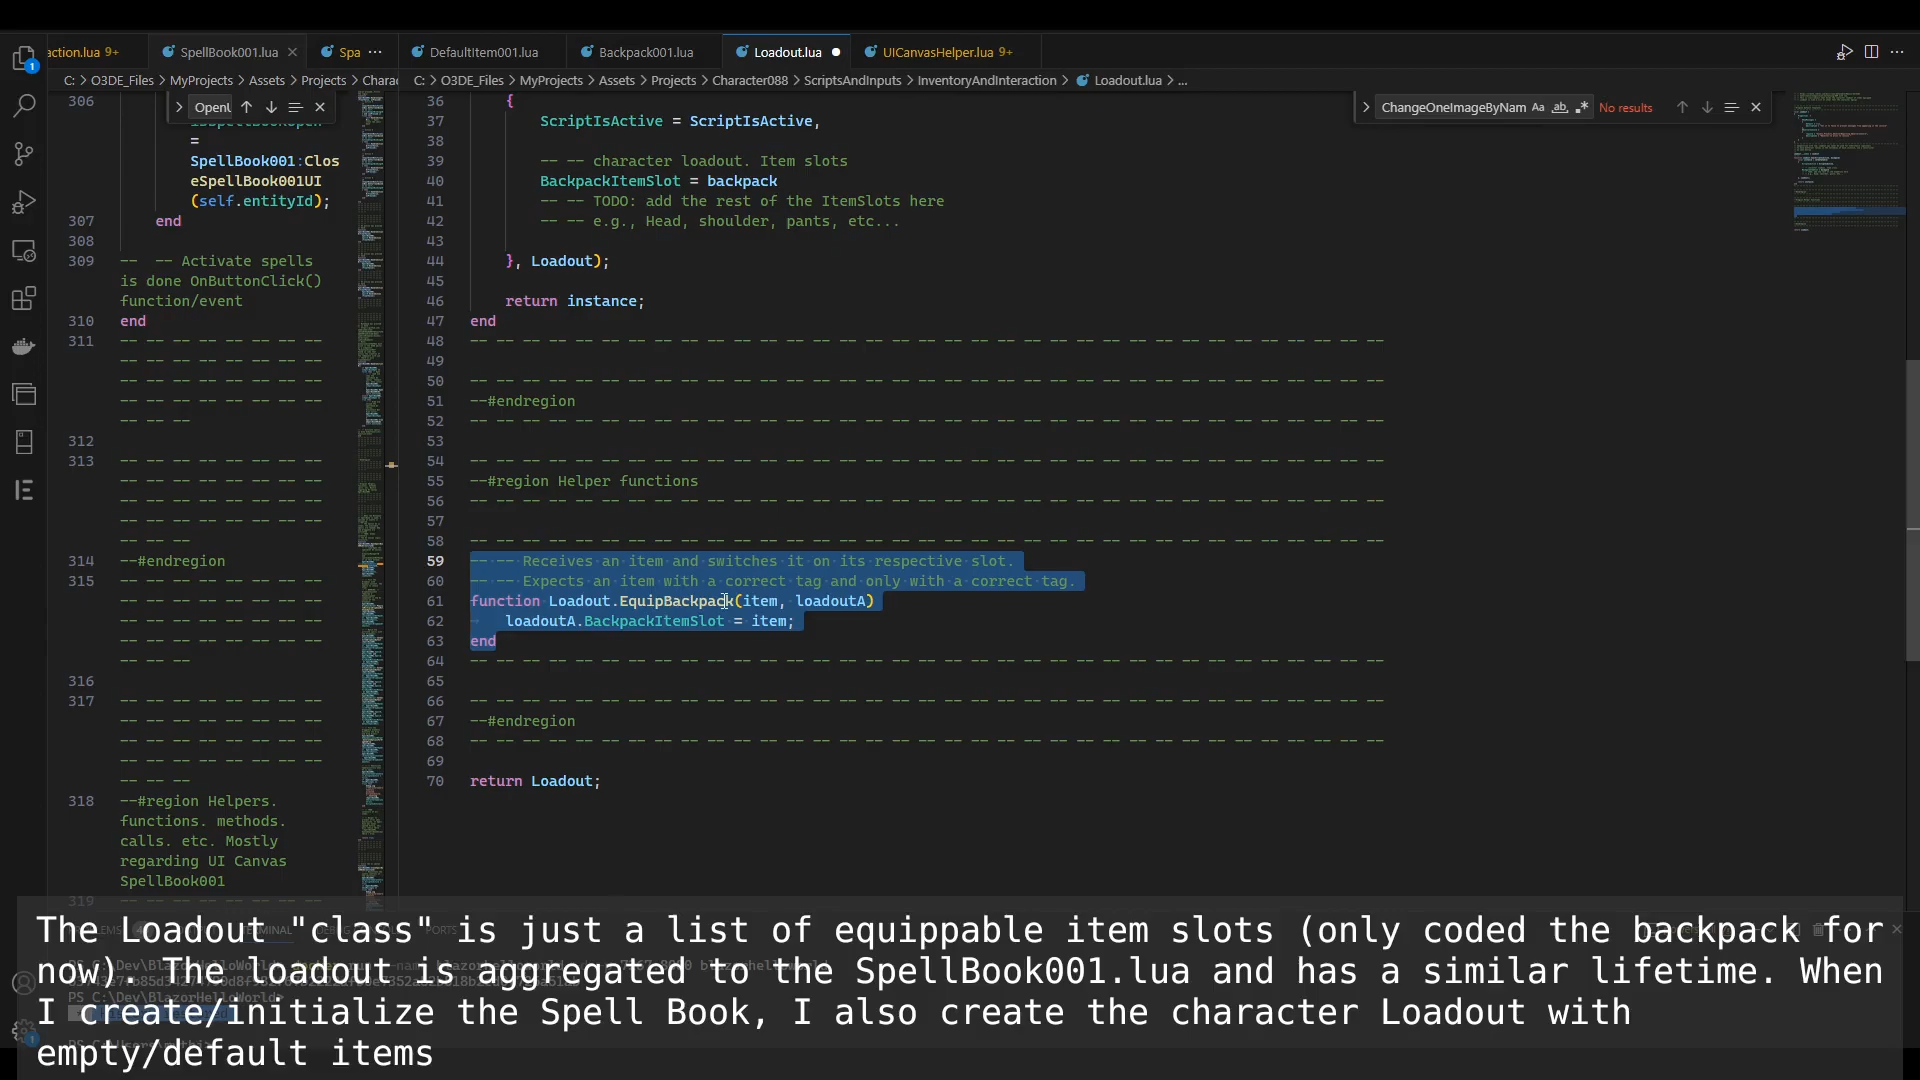 action.lua 9+
SpellBook001.lua
Spa ...
DefaultItem001.lua
Backpack001.lua
Loadout.lua
UICanvasHelper.lua 9+
C: > O3DE_Files > MyProjects > Assets > Projects > Charac
C: > O3DE_Files > MyProjects > Assets > Projects > Character088 > ScriptsAndInputs > InventoryAndInteraction > Loadout.lua > ...
OpenU
ChangeOneImageByNam Aa ab .* No results
306
=
SpellBook001:Clos
eSpellBook001UI
(self.entityId);
307 end
308
309 -- -- Activate spells
is done OnButtonClick()
function/event
310 end
311 -- -- -- -- -- -- -- --
-- -- -- -- -- -- -- --
-- -- -- -- -- -- -- --
-- -- -- -- -- -- -- --
-- -- --
312
313 -- -- -- -- -- -- -- --
-- -- -- -- -- -- -- --
-- -- -- -- -- -- -- --
-- -- -- -- -- -- -- --
-- -- --
314 --#endregion
315 -- -- -- -- -- -- -- --
-- -- -- -- -- -- -- --
-- -- -- -- -- -- -- --
-- -- -- -- -- -- -- --
-- -- --
316
317 -- -- -- -- -- -- -- --
-- -- -- -- -- -- -- --
-- -- -- -- -- -- -- --
-- -- -- -- -- -- -- --
-- -- --
318 --#region Helpers.
functions. methods.
calls. etc. Mostly
regarding UI Canvas
SpellBook001
319 -- -- -- -- -- -- -- --
36 {
37 ScriptIsActive = ScriptIsActive,
38
39 -- -- character loadout. Item slots
40 BackpackItemSlot = backpack
41 -- -- TODO: add the rest of the ItemSlots here
42 -- -- e.g., Head, shoulder, pants, etc...
43
44 }, Loadout);
45
46 return instance;
47 end
48 -- -- -- -- -- -- -- -- -- -- -- -- -- -- -- -- -- -- -- -- -- -- -- -- -- -- -- -- -- -- -- -- -- -- --
49
50 -- -- -- -- -- -- -- -- -- -- -- -- -- -- -- -- -- -- -- -- -- -- -- -- -- -- -- -- -- -- -- -- -- -- --
51 --#endregion
52 -- -- -- -- -- -- -- -- -- -- -- -- -- -- -- -- -- -- -- -- -- -- -- -- -- -- -- -- -- -- -- -- -- -- --
53
54 -- -- -- -- -- -- -- -- -- -- -- -- -- -- -- -- -- -- -- -- -- -- -- -- -- -- -- -- -- -- -- -- -- -- --
55 --#region Helper functions
56 -- -- -- -- -- -- -- -- -- -- -- -- -- -- -- -- -- -- -- -- -- -- -- -- -- -- -- -- -- -- -- -- -- -- --
57
58 -- -- -- -- -- -- -- -- -- -- -- -- -- -- -- -- -- -- -- -- -- -- -- -- -- -- -- -- -- -- -- -- -- -- --
59 -- -- Receives an item and switches it on its respective slot.
60 -- -- Expects an item with a correct tag and only with a correct tag.
61 function Loadout.EquipBackpack(item, loadoutA)
62 loadoutA.BackpackItemSlot = item;
63 end
64 -- -- -- -- -- -- -- -- -- -- -- -- -- -- -- -- -- -- -- -- -- -- -- -- -- -- -- -- -- -- -- -- -- -- --
65
66 -- -- -- -- -- -- -- -- -- -- -- -- -- -- -- -- -- -- -- -- -- -- -- -- -- -- -- -- -- -- -- -- -- -- --
67 --#endregion
68 -- -- -- -- -- -- -- -- -- -- -- -- -- -- -- -- -- -- -- -- -- -- -- -- -- -- -- -- -- -- -- -- -- -- --
69
70 return Loadout;
The Loadout "class" is just a list of equippable item slots (only coded the backpack for
now). The loadout is aggregated to the SpellBook001.lua and has a similar lifetime. When
I create/initialize the Spell Book, I also create the character Loadout with
empty/default items